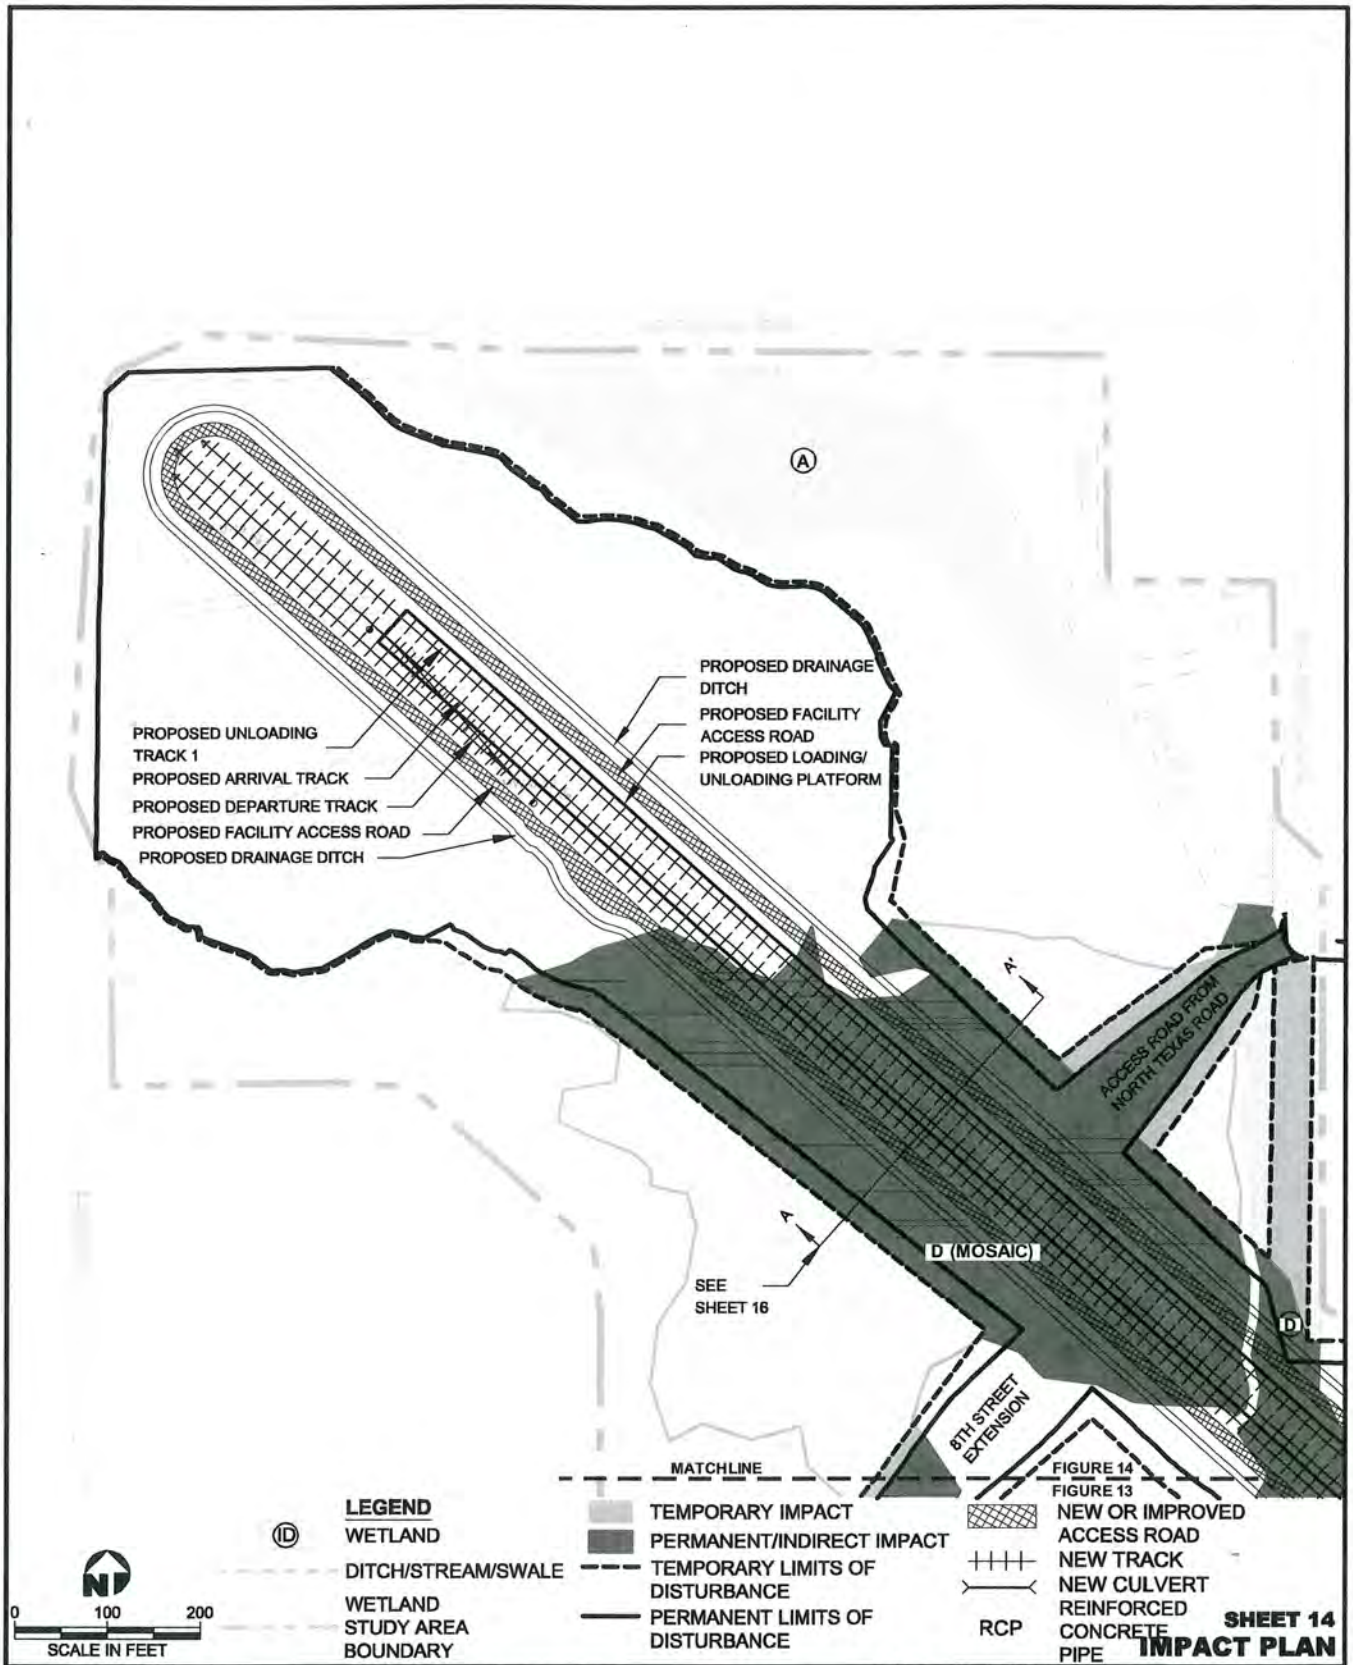 A
PROPOSED DRAINAGE
DITCH
PROPOSED FACILITY
ACCESS ROAD
PROPOSED LOADING/
UNLOADING PLATFORM
PROPOSED UNLOADING
TRACK 1
PROPOSED ARRIVAL TRACK
PROPOSED DEPARTURE TRACK
PROPOSED FACILITY ACCESS ROAD
PROPOSED DRAINAGE DITCH
A'
ACCESS ROAD FROM
NORTH TEXAS ROAD
A
D (MOSAIC)
SEE
SHEET 16
D
8TH STREET
EXTENSION
MATCHLINE
FIGURE 14
FIGURE 13
LEGEND
ID
WETLAND
DITCH/STREAM/SWALE
WETLAND
STUDY AREA
BOUNDARY
TEMPORARY IMPACT
PERMANENT/INDIRECT IMPACT
TEMPORARY LIMITS OF
DISTURBANCE
PERMANENT LIMITS OF
DISTURBANCE
NEW OR IMPROVED
ACCESS ROAD
NEW TRACK
NEW CULVERT
RCP
REINFORCED
CONCRETE
PIPE
N
0 100 200
SCALE IN FEET
SHEET 14
IMPACT PLAN